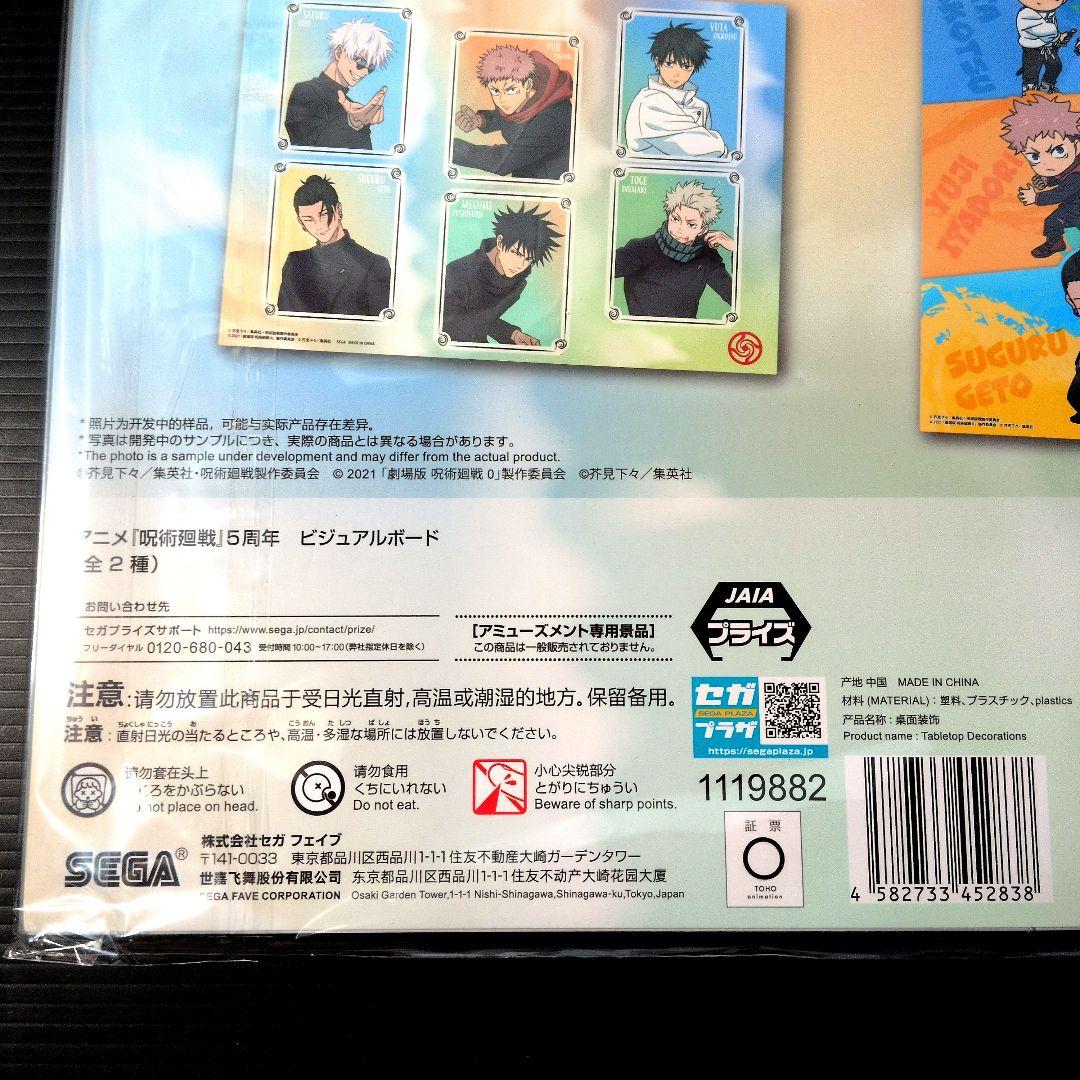 SATORU
GOJO
YUJI
ITADORI
YUTA
OKKOTSU
SUGURU
GETO
MEGUMI
FUSHIGURO
TOGE
INUMAKI
YUJI
ITADORI
SUGURU
GETO
*照片为开发中的样品，可能与实际产品存在差异。
*写真は開発中のサンプルにつき、実際の商品とは異なる場合があります。
*The photo is a sample under development and may differ from the actual product.
©芥見下々／集英社・呪術廻戦製作委員会 © 2021「劇場版 呪術廻戦 0」製作委員会 ©芥見下々／集英社
アニメ『呪術廻戦』5周年 ビジュアルボード
全2種）
お問い合わせ先
セガプライズサポート https://www.sega.jp/contact/prize/
フリーダイヤル 0120-680-043 受付時間 10:00~17:00(弊社指定休日を除く)
[アミューズメント専用景品]
この商品は一般販売されておりません。
JAIA
プライズ
注意:请勿放置此商品于受日光直射,高温或潮湿的地方。保留备用。
注意：直射日光の当たるところや、高温・多湿な場所には放置しないでください。
セガ
SEGA PLAZA
プラザ
https://segaplaza.jp/
产地 中国 MADE IN CHINA
材料 (MATERIAL)：塑料、プラスチック、plastics
产品名称：桌面装饰
Product name : Tabletop Decorations
请勿套在头上
くろをかぶらない
not place on head.
请勿食用
くちにいれない
Do not eat.
小心尖锐部分
とがりにちゅうい
Beware of sharp points.
1119882
証 票
TOHO
animation
4 582733 452838
SEGA®
株式会社セガ フェイブ
〒141-0033 東京都品川区西品川1-1-1 住友不動産大崎ガーデンタワー
世嘉飞舞股份有限公司 东京都品川区西品川1-1-1 住友不动产大崎花园大厦
SEGA FAVE CORPORATION Osaki Garden Tower,1-1-1 Nishi-Shinagawa,Shinagawa-ku,Tokyo,Japan